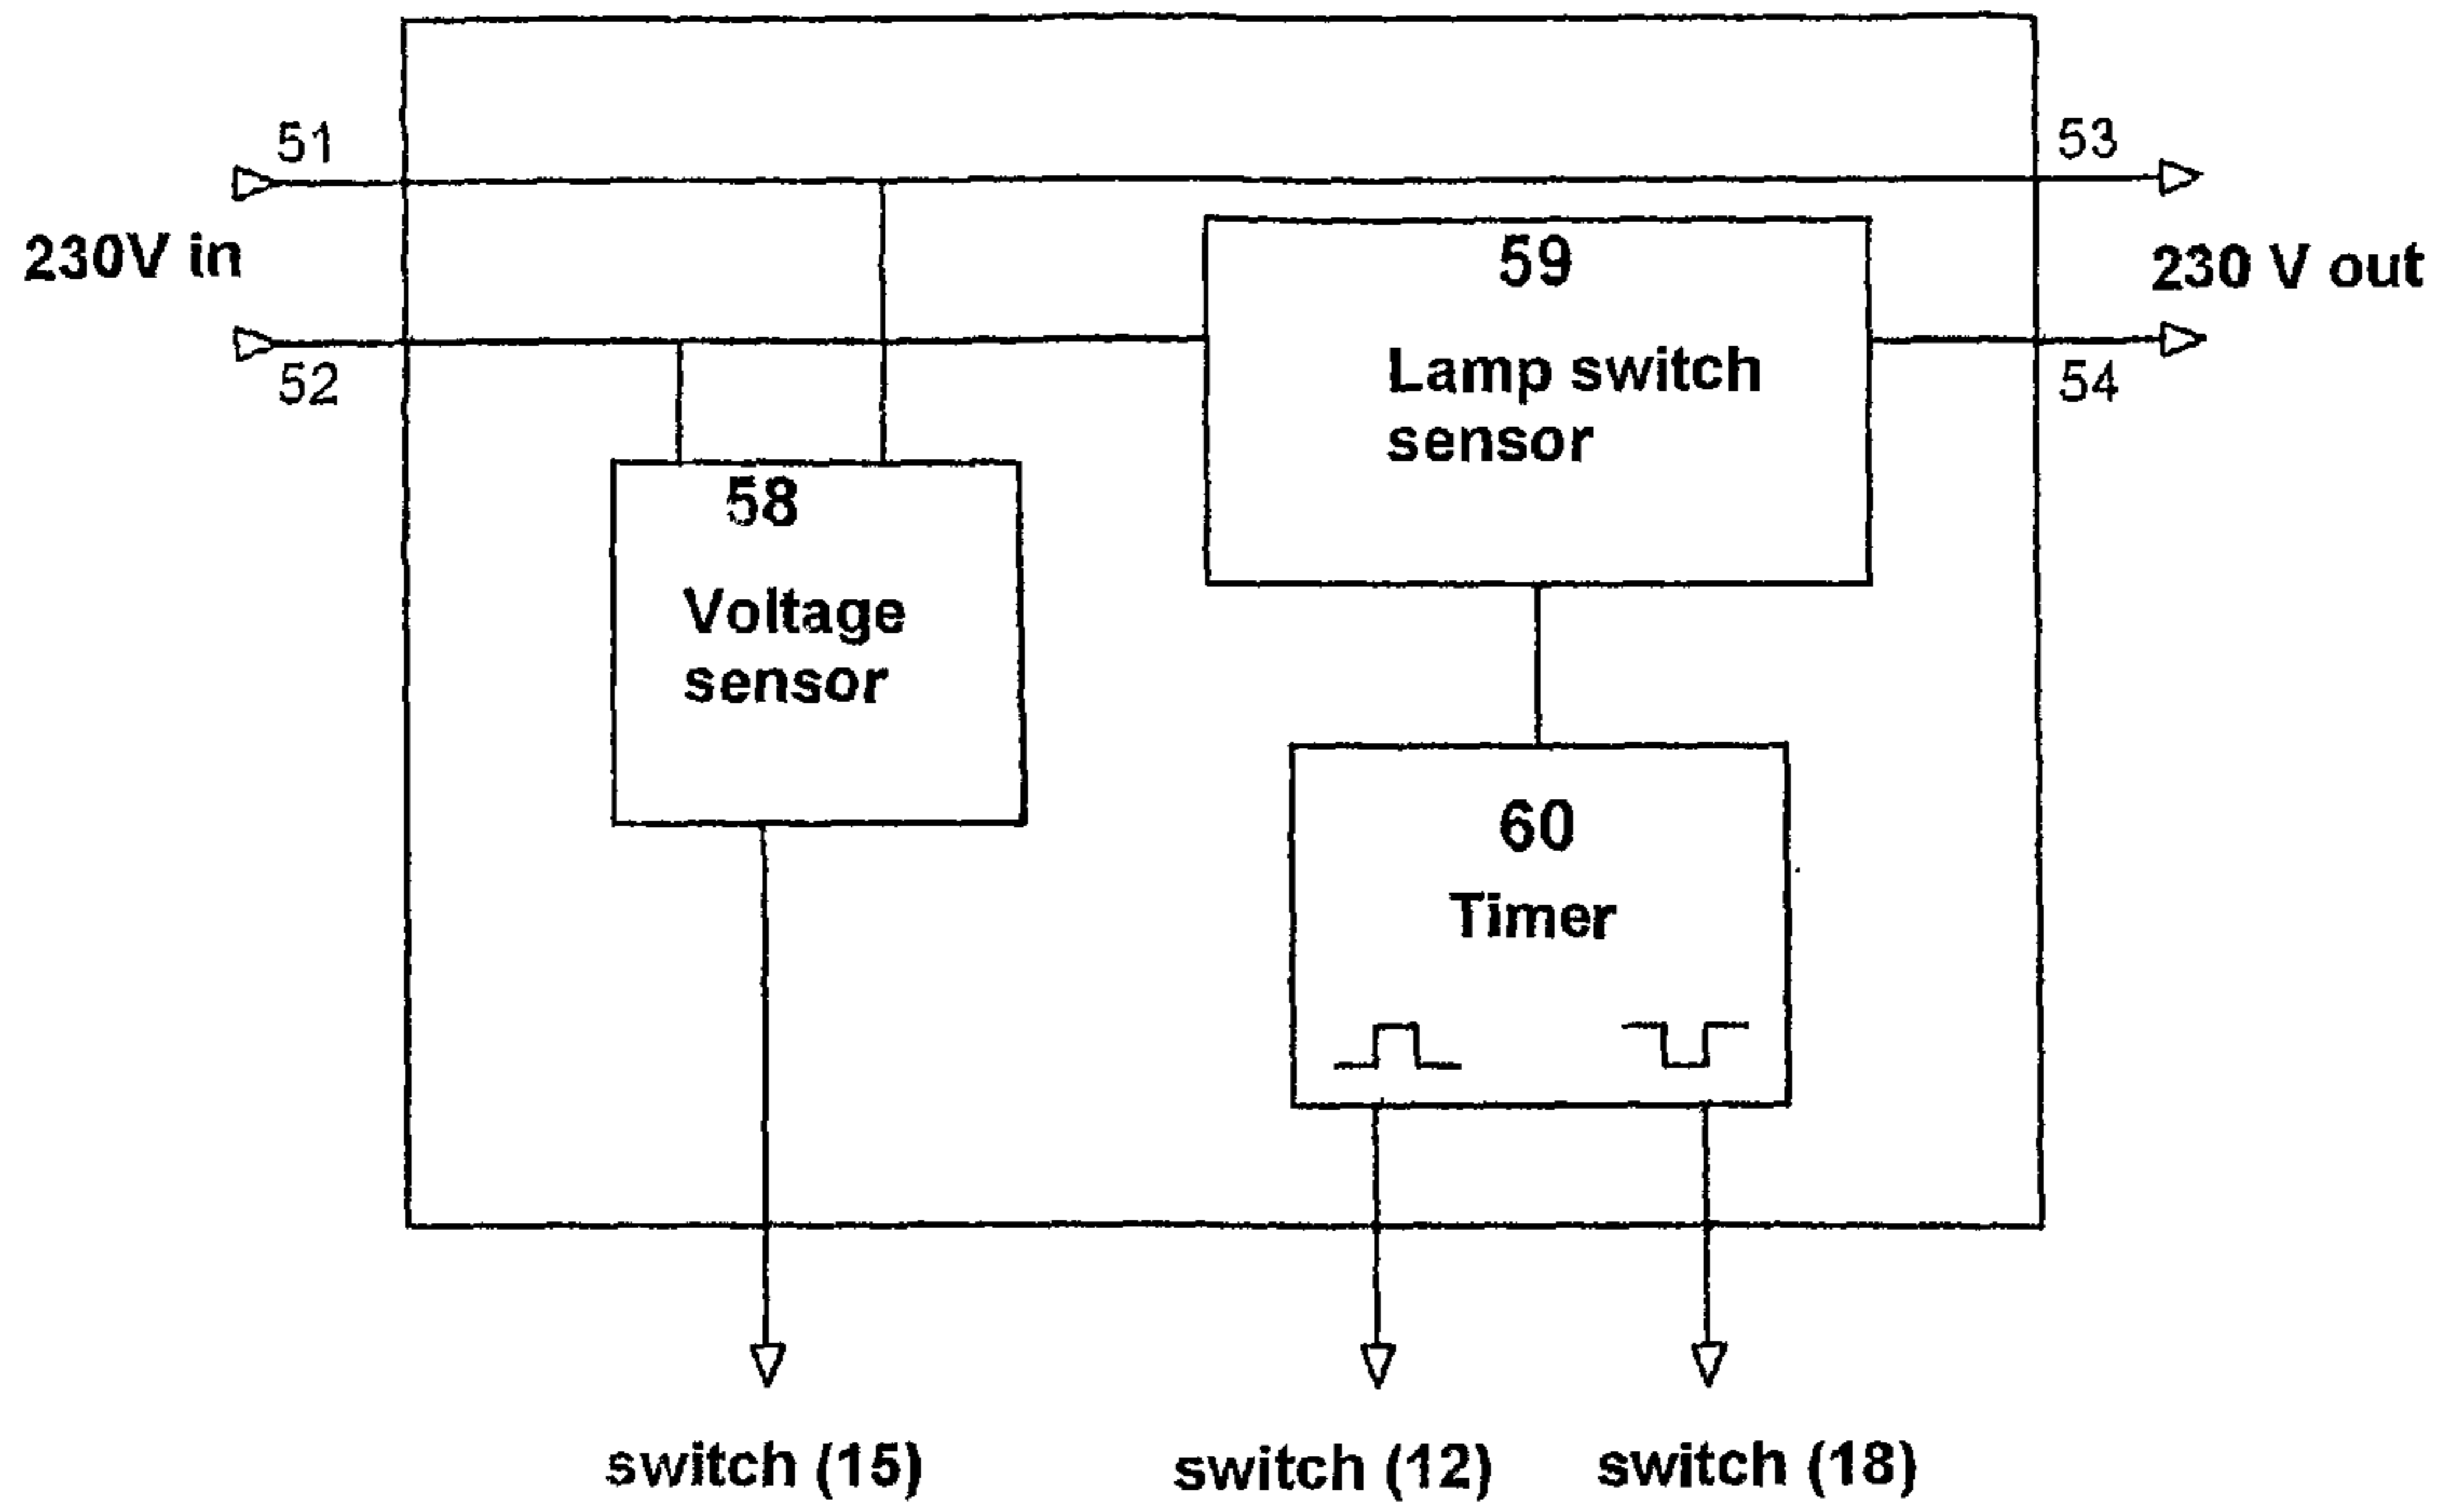 51
53
230V in
59
230 V out
52
Lamp switch
sensor
54
58
Voltage
sensor
60
Timer
switch (15)
switch (12)
switch (18)